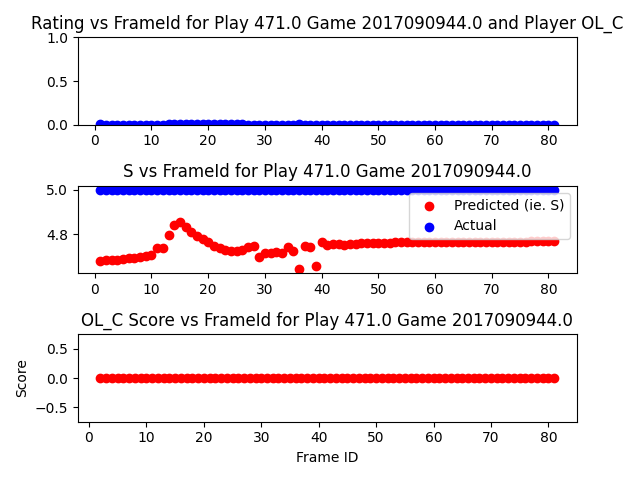 Rating vs FrameId for Play 471.0 Game 2017090944.0 and Player OL_C
1.0
0.5
0.0
0 10 20 30 40 50 60 70 80
S vs FrameId for Play 471.0 Game 2017090944.0
5.0
4.8
Predicted (ie. S)
Actual
0 10 20 30 40 50 60 70 80
OL_C Score vs FrameId for Play 471.0 Game 2017090944.0
Score
0.5
0.0
−0.5
0 10 20 30 40 50 60 70 80
Frame ID